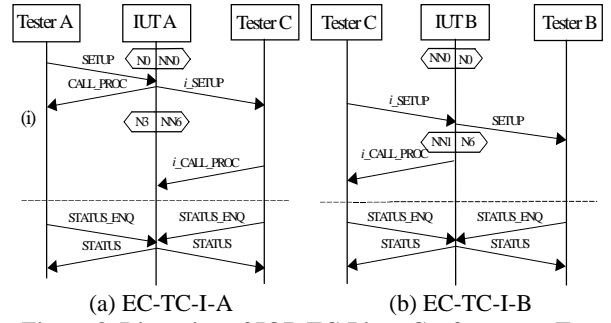 Tester A IUT A Tester C Tester C IUT B Tester B
N0 NN0 NN0 N0
SETUP
CALL_PROC i_SETUP i_SETUP
SETUP
(i)
N3 NN6 NN1 N6
i_CALL_PROC i_CALL_PROC
STATUS_ENQ STATUS_ENQ STATUS_ENQ STATUS_ENQ
STATUS STATUS STATUS STATUS
(a) EC-TC-I-A (b) EC-TC-I-B